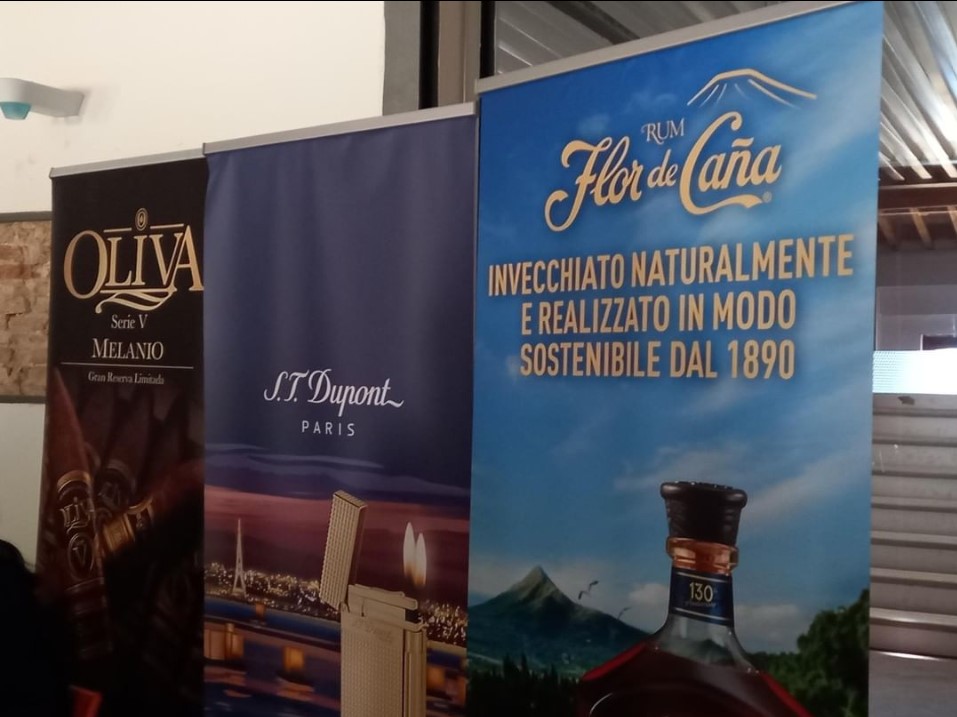 OLIVA
Serie V
MELANIO
Gran Reserva Limitada
S.T. Dupont
PARIS
RUM
Flor de Caña®
INVECCHIATO NATURALMENTE
E REALIZZATO IN MODO
SOSTENIBILE DAL 1890
130